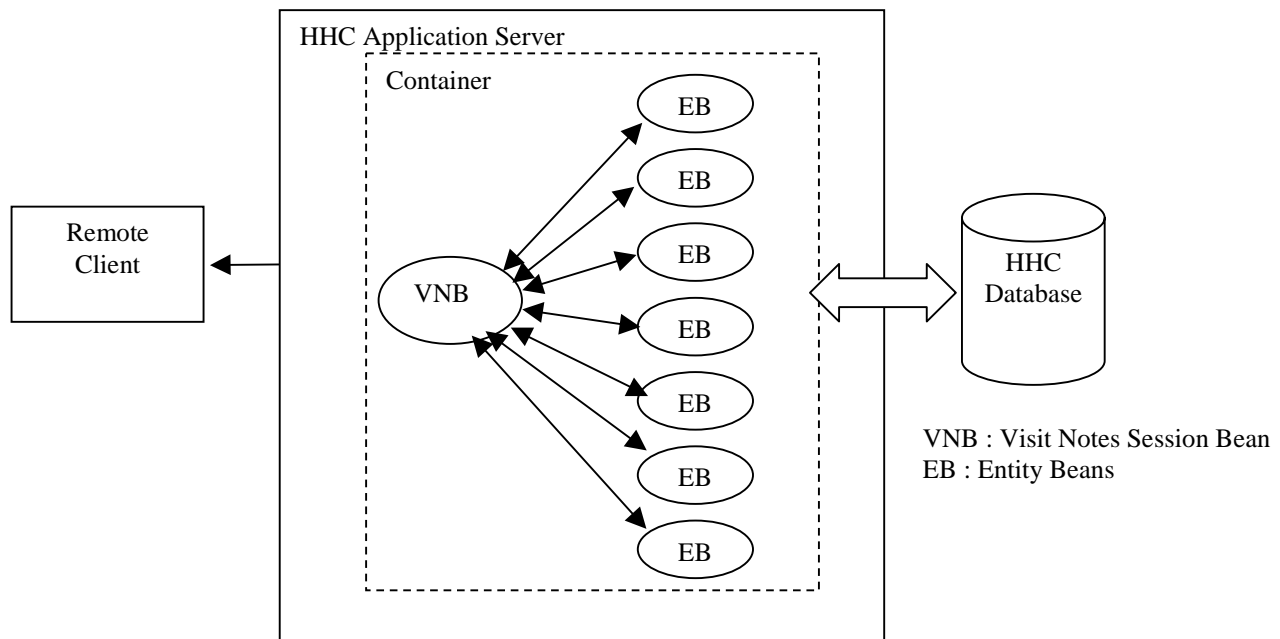 HHC Application Server
Container
EB
EB
EB
EB
EB
EB
EB
VNB
Remote
Client
HHC
Database
VNB : Visit Notes Session Bean
EB : Entity Beans